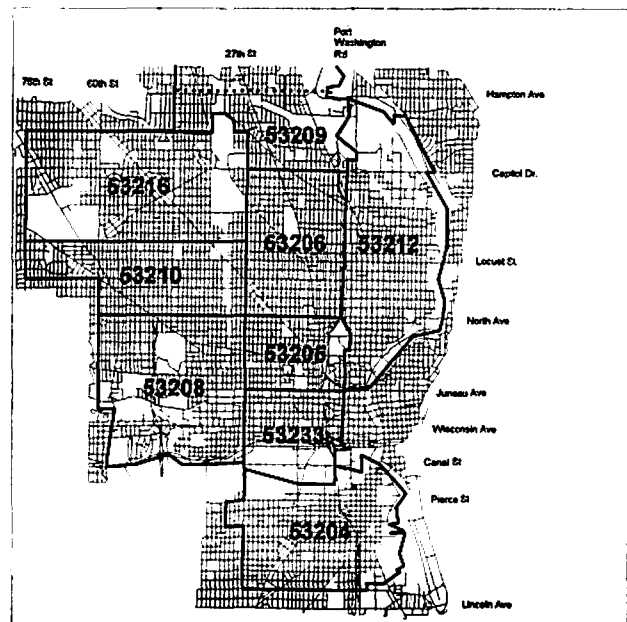 Port
Washington
Rd
27th St
76th St
60th St
Hampton Ave
53209
Capitol Dr.
53216
53206
53212
Locust St.
53210
North Ave
53205
53208
Juneau Ave
Wisconsin Ave
53233
Canal St
Pierce St
53204
Lincoln Ave